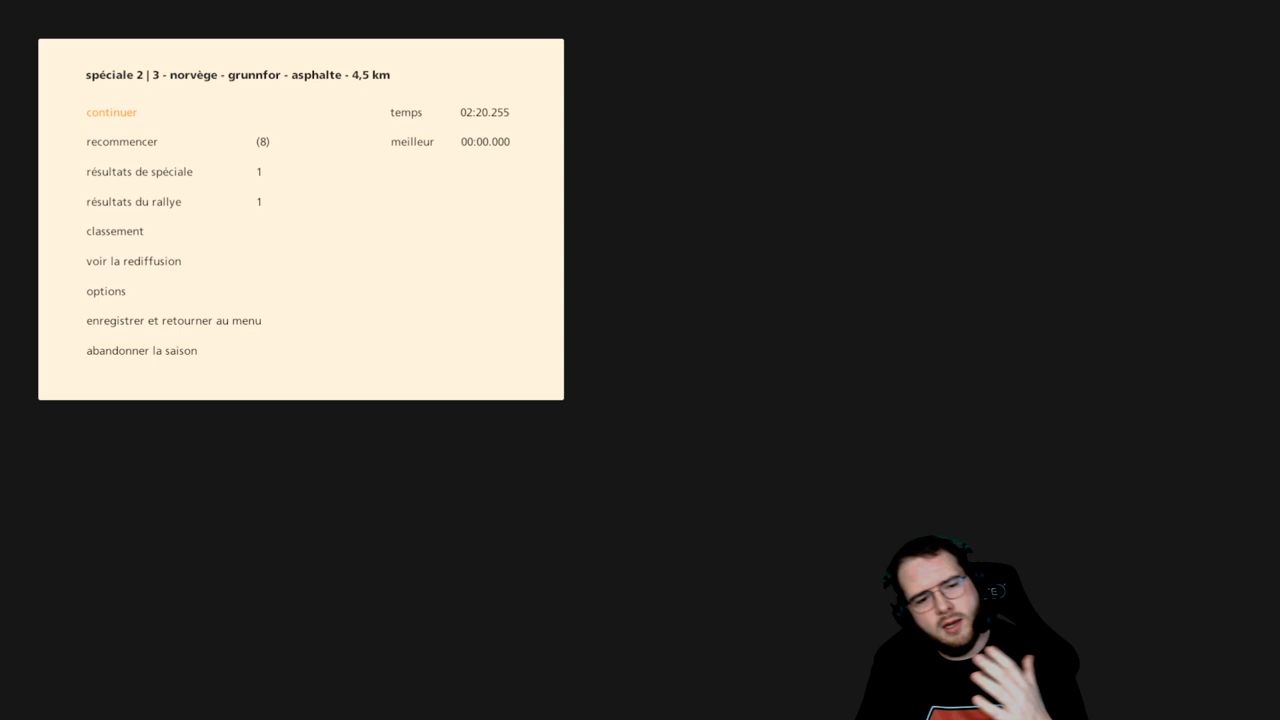 spéciale 2 | 3 - norvège - grunnfor - asphalte - 4,5 km
continuer temps 02:20.255
recommencer (8) meilleur 00:00.000
résultats de spéciale 1
résultats du rallye 1
classement
voir la rediffusion
options
enregistrer et retourner au menu
abandonner la saison